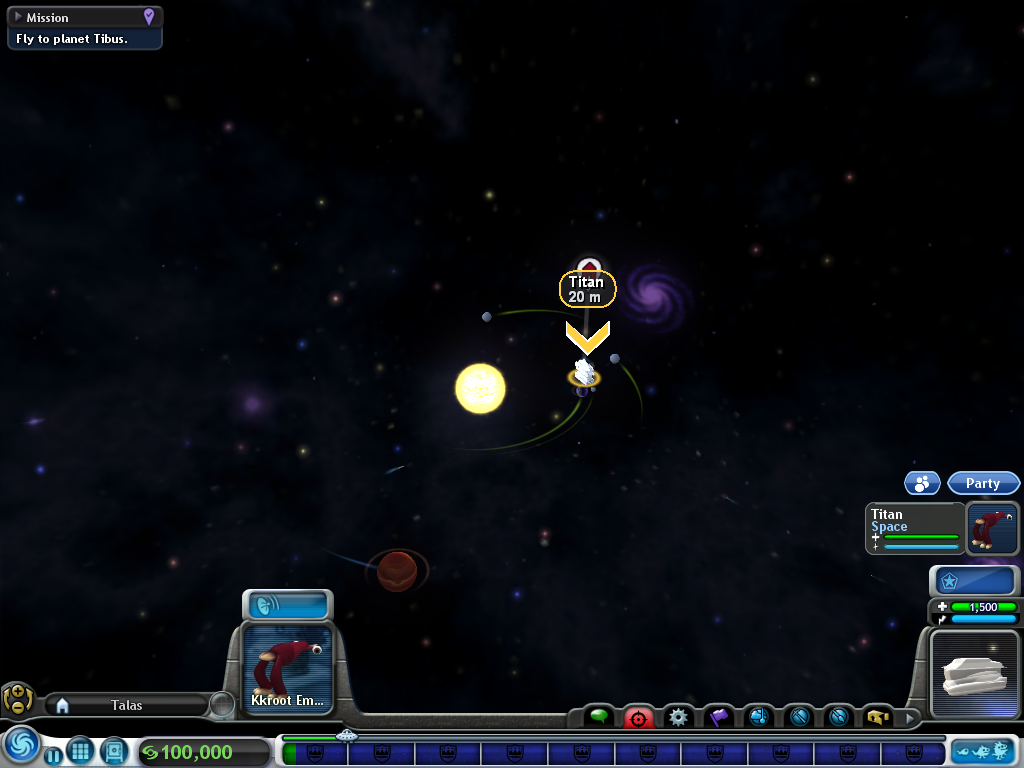 Mission
Fly to planet Tibus.
Titan
20 m
Party
Titan
Space
1,500
Kkroot Em...
Talas
100,000